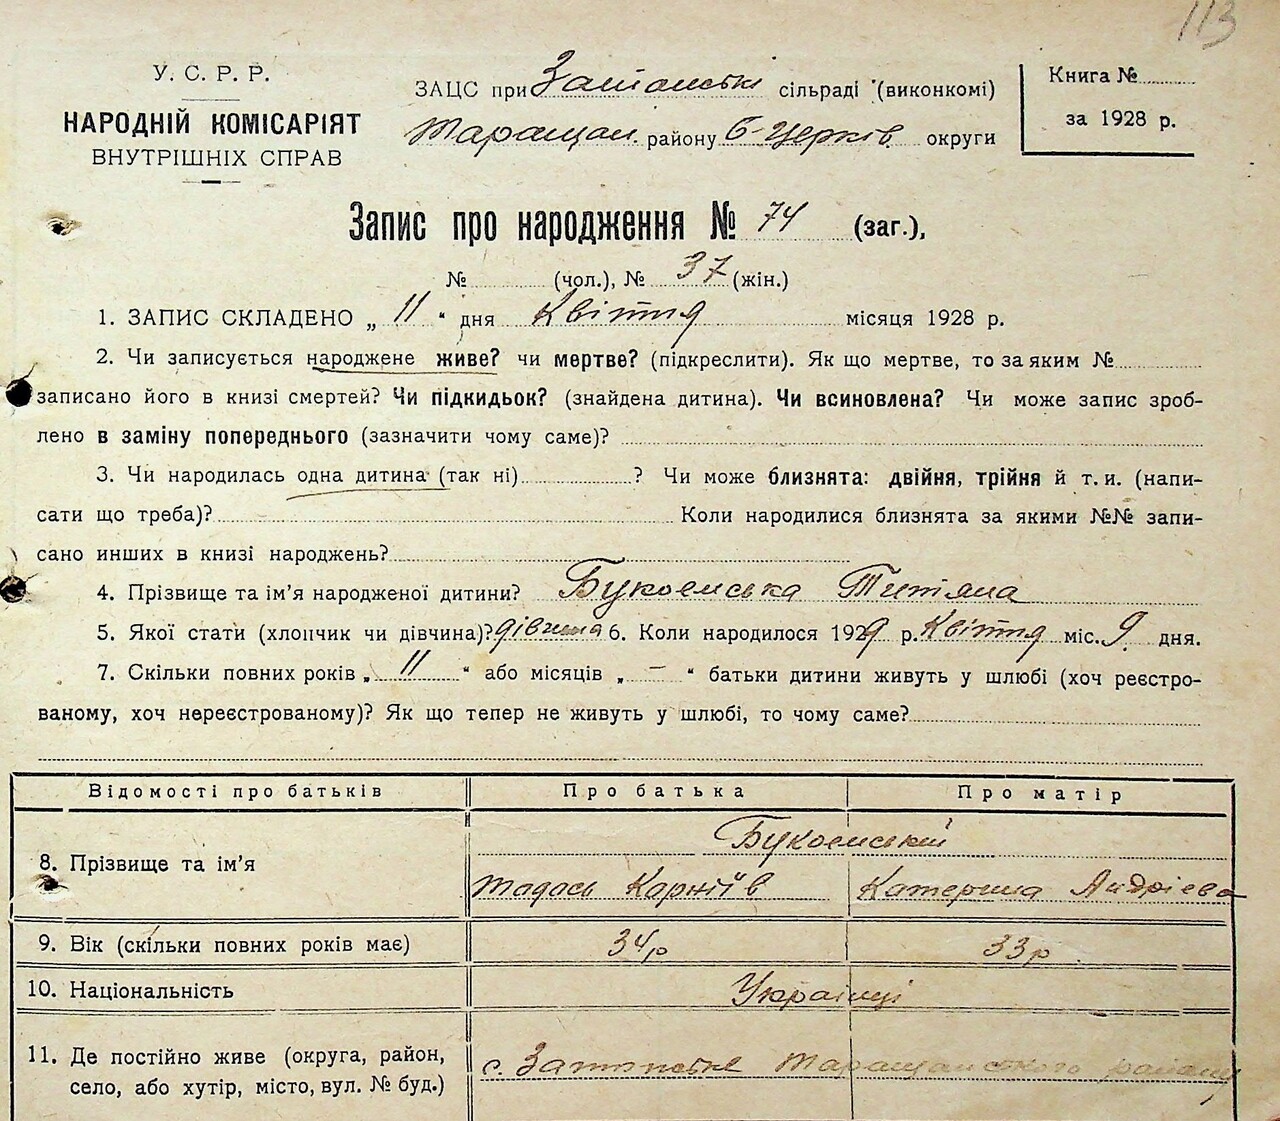 113
У. С. Р. Р.
НАРОДНІЙ КОМІСАРІЯТ
ВНУТРІШНІХ СПРАВ
ЗАЦС при сільраді (виконкомі)
Таращан. району Б-Церків округи
Книга №
за 1928 р.
Запис про народження № 74 (заг.),
№ (чол.), № 37 (жін.)
1. ЗАПИС СКЛАДЕНО „ 11 “ дня Квітня місяця 1928 р.
2. Чи записується народжене живе? чи мертве? (підкреслити). Як що мертве, то за яким №
записано його в книзі смертей? Чи підкидьок? (знайдена дитина). Чи всиновлена? Чи може запис зроб-
лено в заміну попереднього (зазначити чому саме)?
3. Чи народилась одна дитина (так ні) ? Чи може близнята: двійня, трійня й т. и. (напи-
сати що треба)? Коли народилися близнята за якими №№ запи-
сано инших в книзі народжень?
4. Прізвище та ім'я народженої дитини? Букоємська Тетяна
5. Якої стати (хлопчик чи дівчина)? дівчина 6. Коли народилося 1929 р. Квітня міс. 9 дня.
7. Скільки повних років „ 11 “ або місяців „ — “ батьки дитини живуть у шлюбі (хоч реєстро-
ваному, хоч нереєстрованому)? Як що тепер не живуть у шлюбі, то чому саме?
Відомості про батьків Про батька Про матір
Букоємський
8. Прізвище та ім'я
Тодось Карніїв Катерина Андрієва
9. Вік (скільки повних років має) 34 р 33 р
10. Національність Українці
11. Де постійно живе (округа, район,
село, або хутір, місто, вул. № буд.)
с. Таращанського району